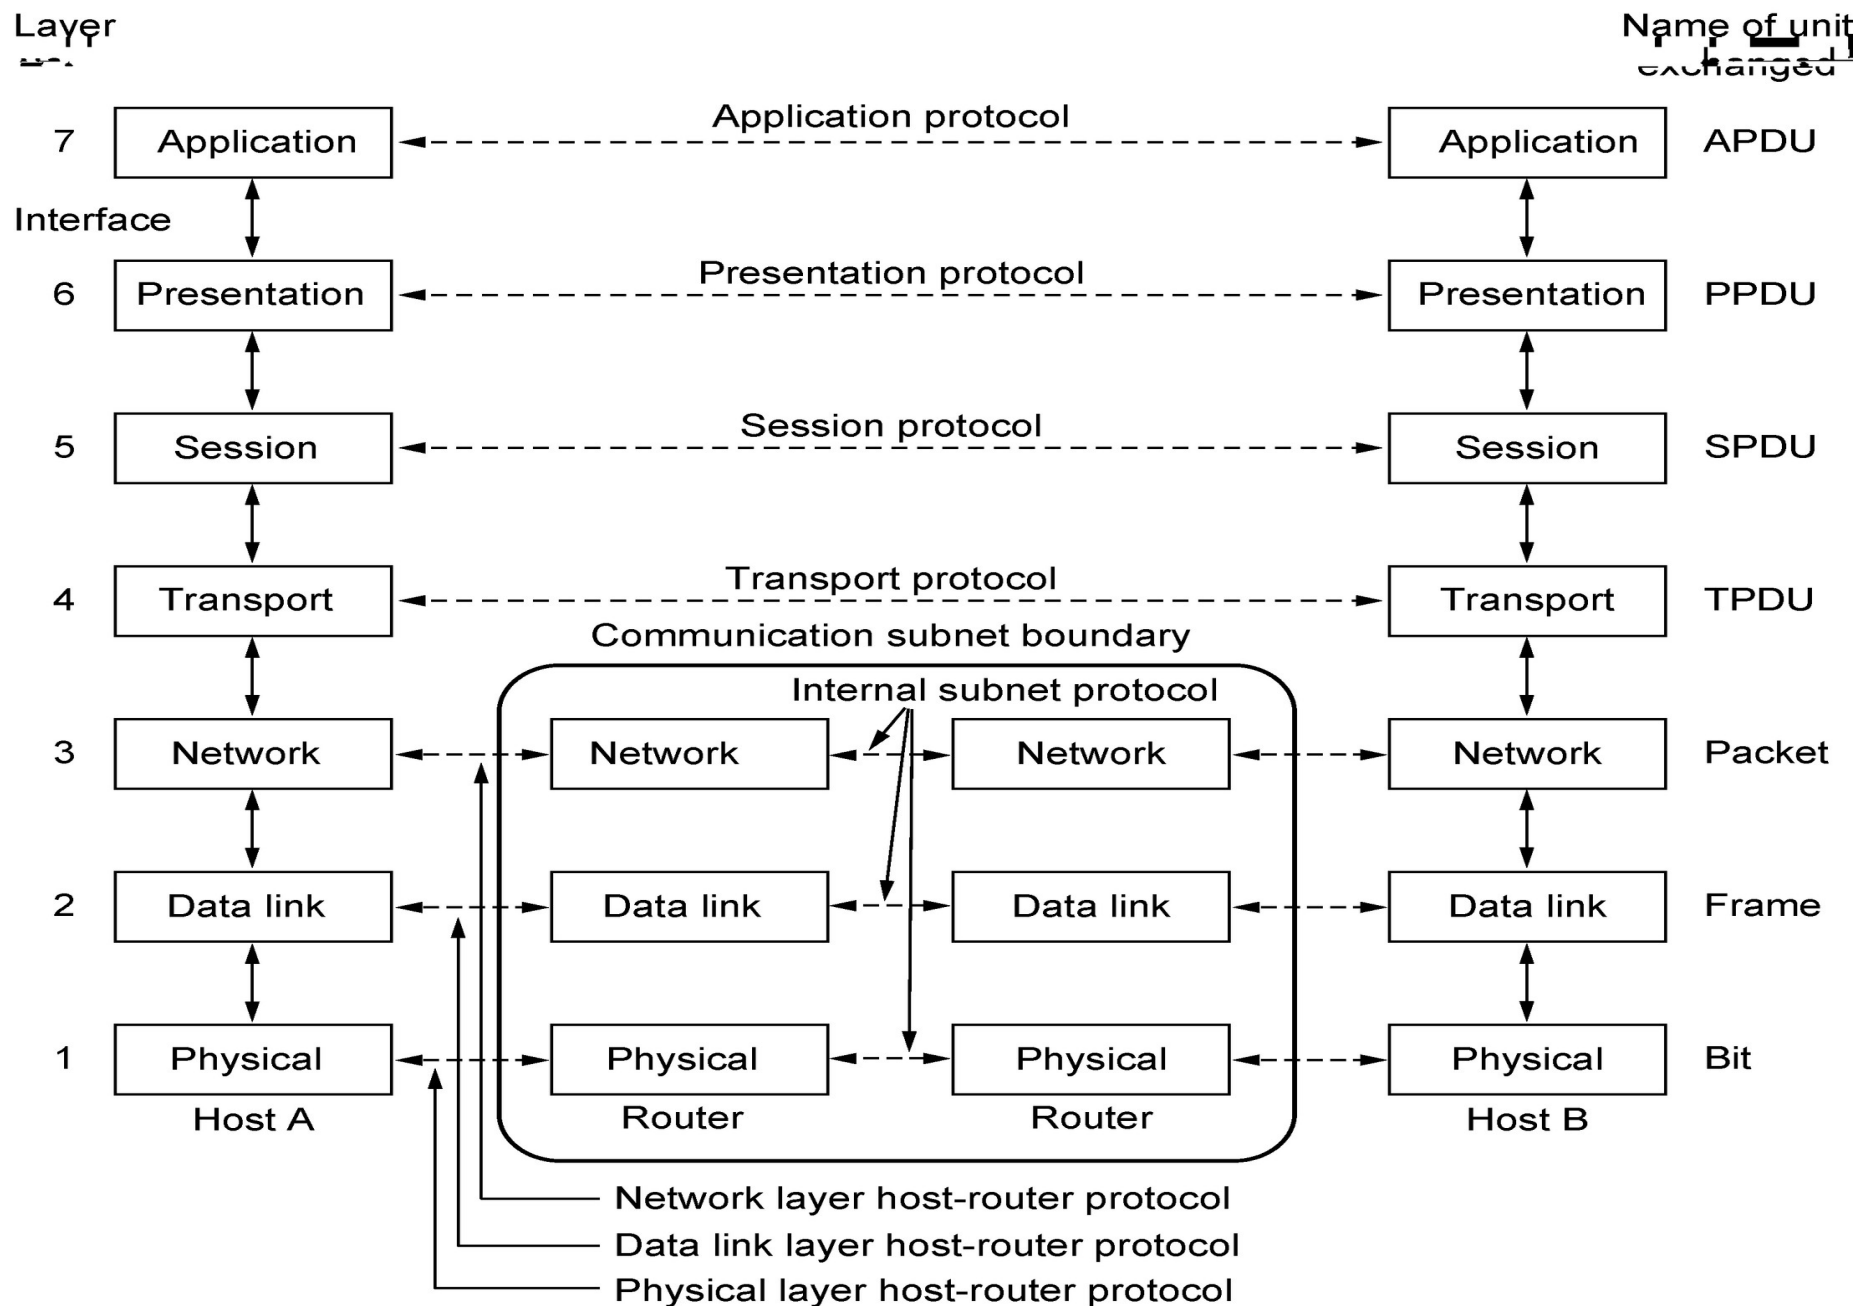 Layer
Name of unit
exchanged
7
Application
Application protocol
Application
APDU
Interface
6
Presentation
Presentation protocol
Presentation
PPDU
5
Session
Session protocol
Session
SPDU
4
Transport
Transport protocol
Transport
TPDU
Communication subnet boundary
Internal subnet protocol
3
Network
Network
Network
Network
Packet
2
Data link
Data link
Data link
Data link
Frame
1
Physical
Physical
Physical
Physical
Bit
Host A
Router
Router
Host B
Network layer host-router protocol
Data link layer host-router protocol
Physical layer host-router protocol